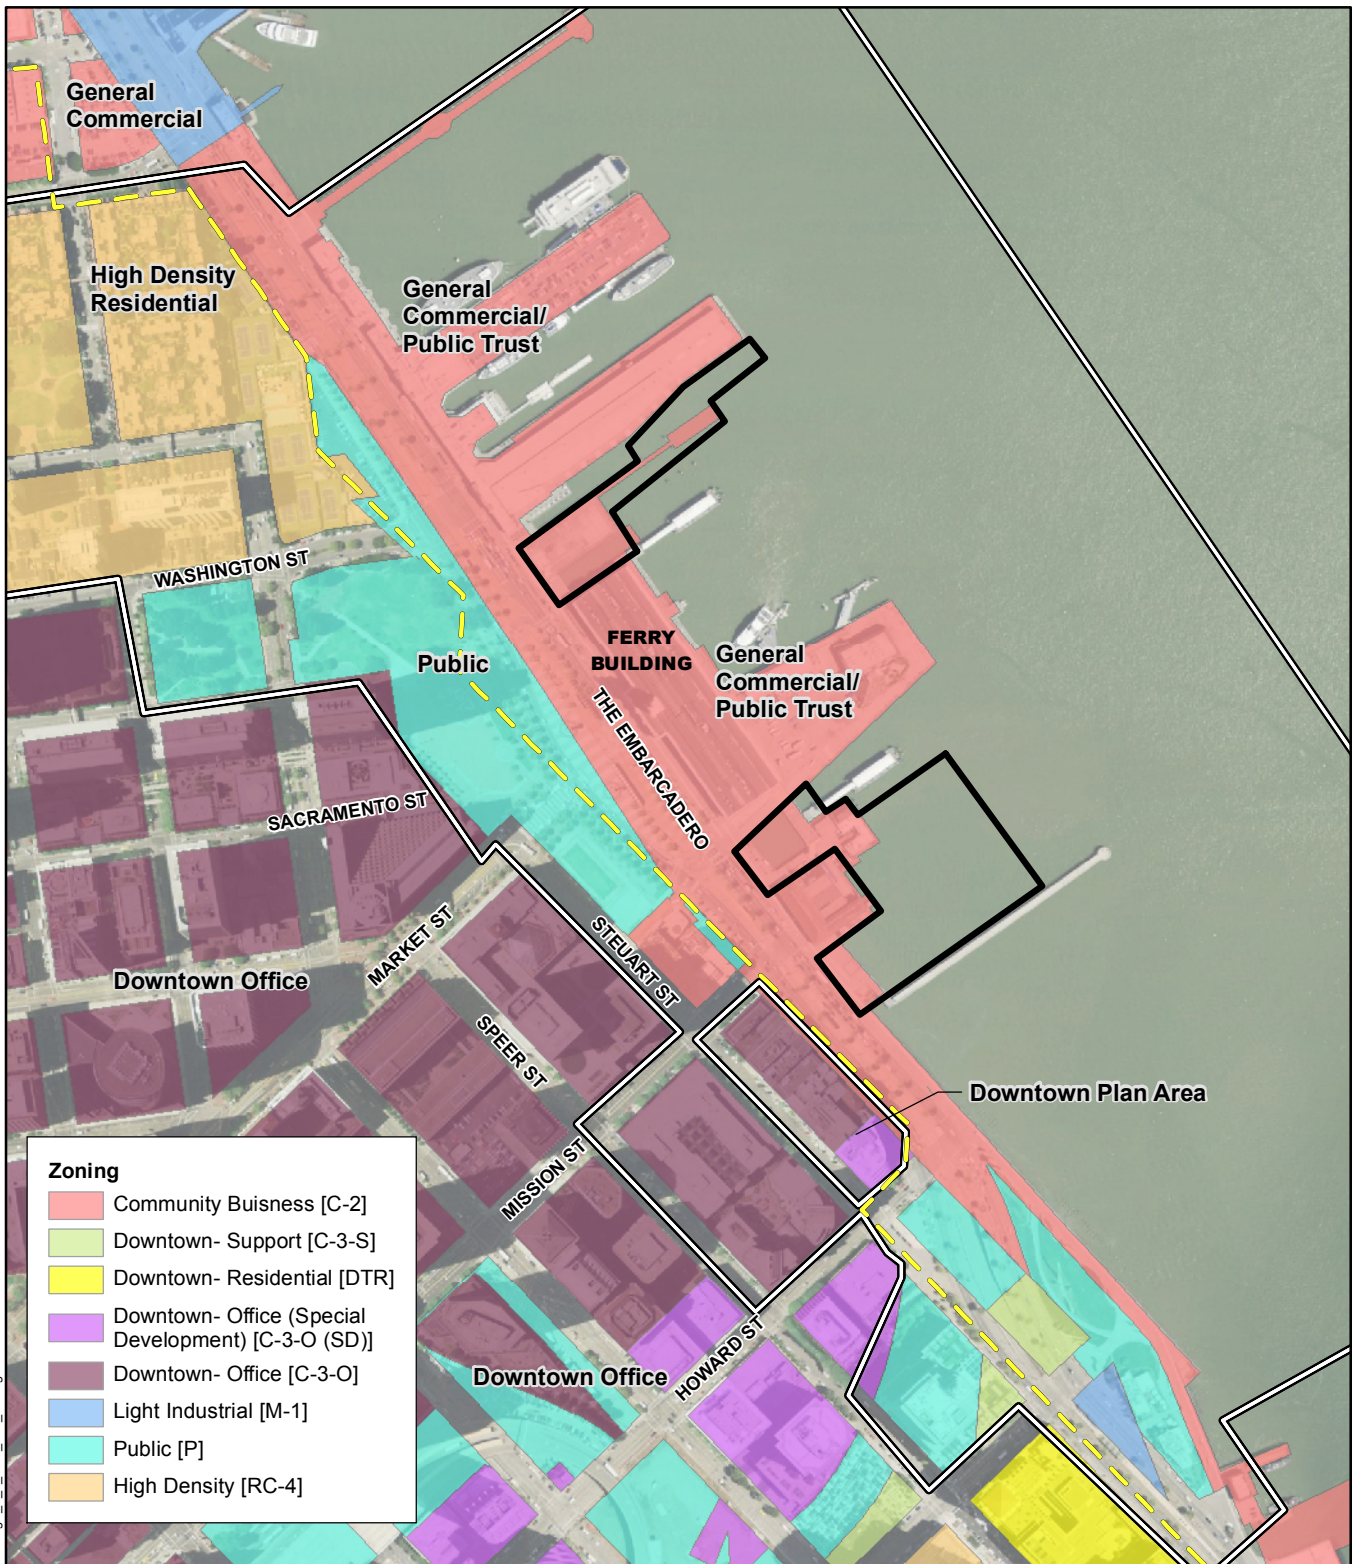 General
Commercial
High Density
Residential
General
Commercial/
Public Trust
WASHINGTON ST
FERRY
BUILDING
General
Commercial/
Public Trust
Public
THE EMBARCADERO
SACRAMENTO ST
MARKET ST
STEUART ST
Downtown Office
SPEER ST
Downtown Plan Area
MISSION ST
HOWARD ST
Downtown Office
Zoning
Community Buisness [C-2]
Downtown- Support [C-3-S]
Downtown- Residential [DTR]
Downtown- Office (Special
Development) [C-3-O (SD)]
Downtown- Office [C-3-O]
Light Industrial [M-1]
Public [P]
High Density [RC-4]